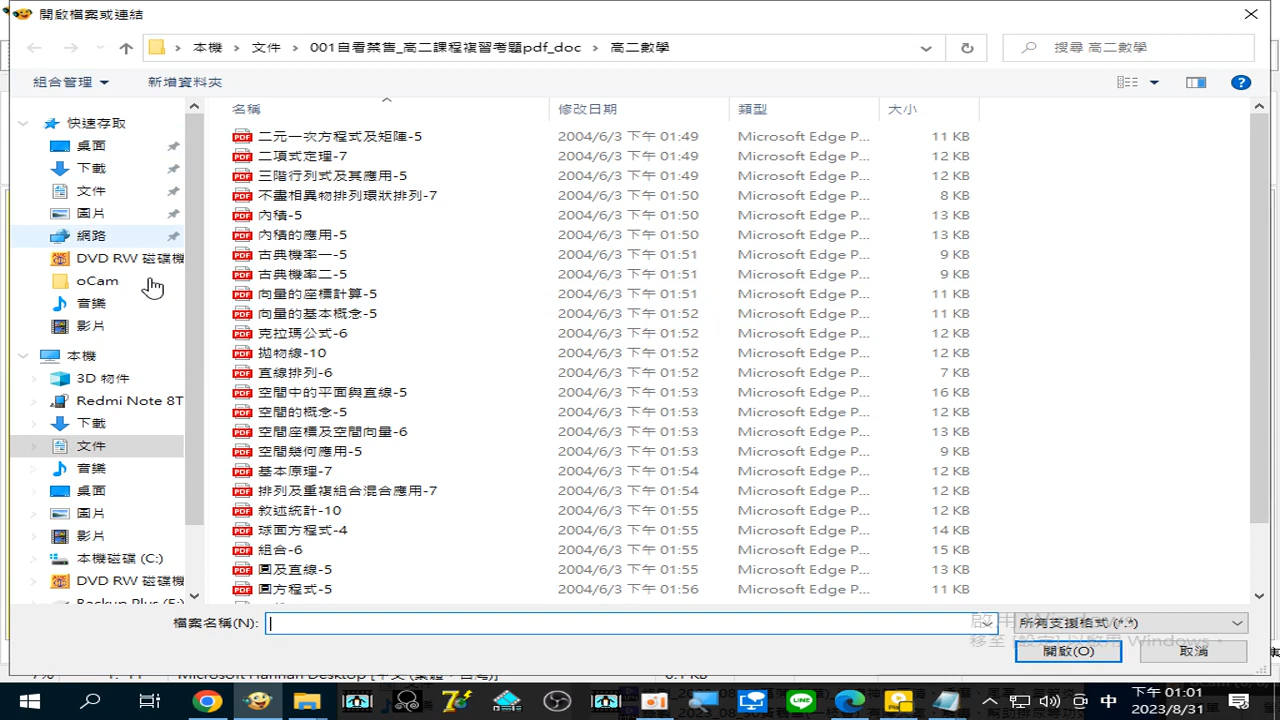 開啟檔案或連結
本機 › 文件 › 001自看禁售_高二課程複習考題pdf_doc › 高二數學
搜尋 高二數學
組合管理 新增資料夾
名稱 修改日期 類型 大小
快速存取
桌面
下載
文件
圖片
網路
DVD RW 磁碟機
oCam
音樂
影片
本機
3D 物件
Redmi Note 8T
下載
文件
音樂
桌面
圖片
影片
本機磁碟 (C:)
DVD RW 磁碟機
Backup Plus (E:)
二元一次方程式及矩陣-5 2004/6/3 下午 01:49 Microsoft Edge P... 11 KB
二項式定理-7 2004/6/3 下午 01:49 Microsoft Edge P... 12 KB
三階行列式及其應用-5 2004/6/3 下午 01:49 Microsoft Edge P... 12 KB
不盡相異物排列環狀排列-7 2004/6/3 下午 01:50 Microsoft Edge P... 8 KB
內積-5 2004/6/3 下午 01:50 Microsoft Edge P... 13 KB
內積的應用-5 2004/6/3 下午 01:50 Microsoft Edge P... 13 KB
古典機率一-5 2004/6/3 下午 01:51 Microsoft Edge P... 9 KB
古典機率二-5 2004/6/3 下午 01:51 Microsoft Edge P... 9 KB
向量的座標計算-5 2004/6/3 下午 01:51 Microsoft Edge P... 11 KB
向量的基本概念-5 2004/6/3 下午 01:52 Microsoft Edge P... 11 KB
克拉瑪公式-6 2004/6/3 下午 01:52 Microsoft Edge P... 12 KB
拋物線-10 2004/6/3 下午 01:52 Microsoft Edge P... 12 KB
直線排列-6 2004/6/3 下午 01:52 Microsoft Edge P... 7 KB
空間中的平面與直線-5 2004/6/3 下午 01:53 Microsoft Edge P... 16 KB
空間的概念-5 2004/6/3 下午 01:53 Microsoft Edge P... 12 KB
空間座標及空間向量-6 2004/6/3 下午 01:53 Microsoft Edge P... 13 KB
空間幾何應用-5 2004/6/3 下午 01:53 Microsoft Edge P... 9 KB
基本原理-7 2004/6/3 下午 01:54 Microsoft Edge P... 12 KB
排列及重複組合混合應用-7 2004/6/3 下午 01:54 Microsoft Edge P... 12 KB
敘述統計-10 2004/6/3 下午 01:55 Microsoft Edge P... 12 KB
球面方程式-4 2004/6/3 下午 01:55 Microsoft Edge P... 14 KB
組合-6 2004/6/3 下午 01:55 Microsoft Edge P... 15 KB
圓及直線-5 2004/6/3 下午 01:55 Microsoft Edge P... 13 KB
圓方程式-5 2004/6/3 下午 01:56 Microsoft Edge P... 11 KB
檔案名稱(N): 所有支援格式 (*.*)
啟用 Windows
移至 [設定] 以啟用 Windows。
開啟(O) 取消
中
下午 01:01
2023/8/31